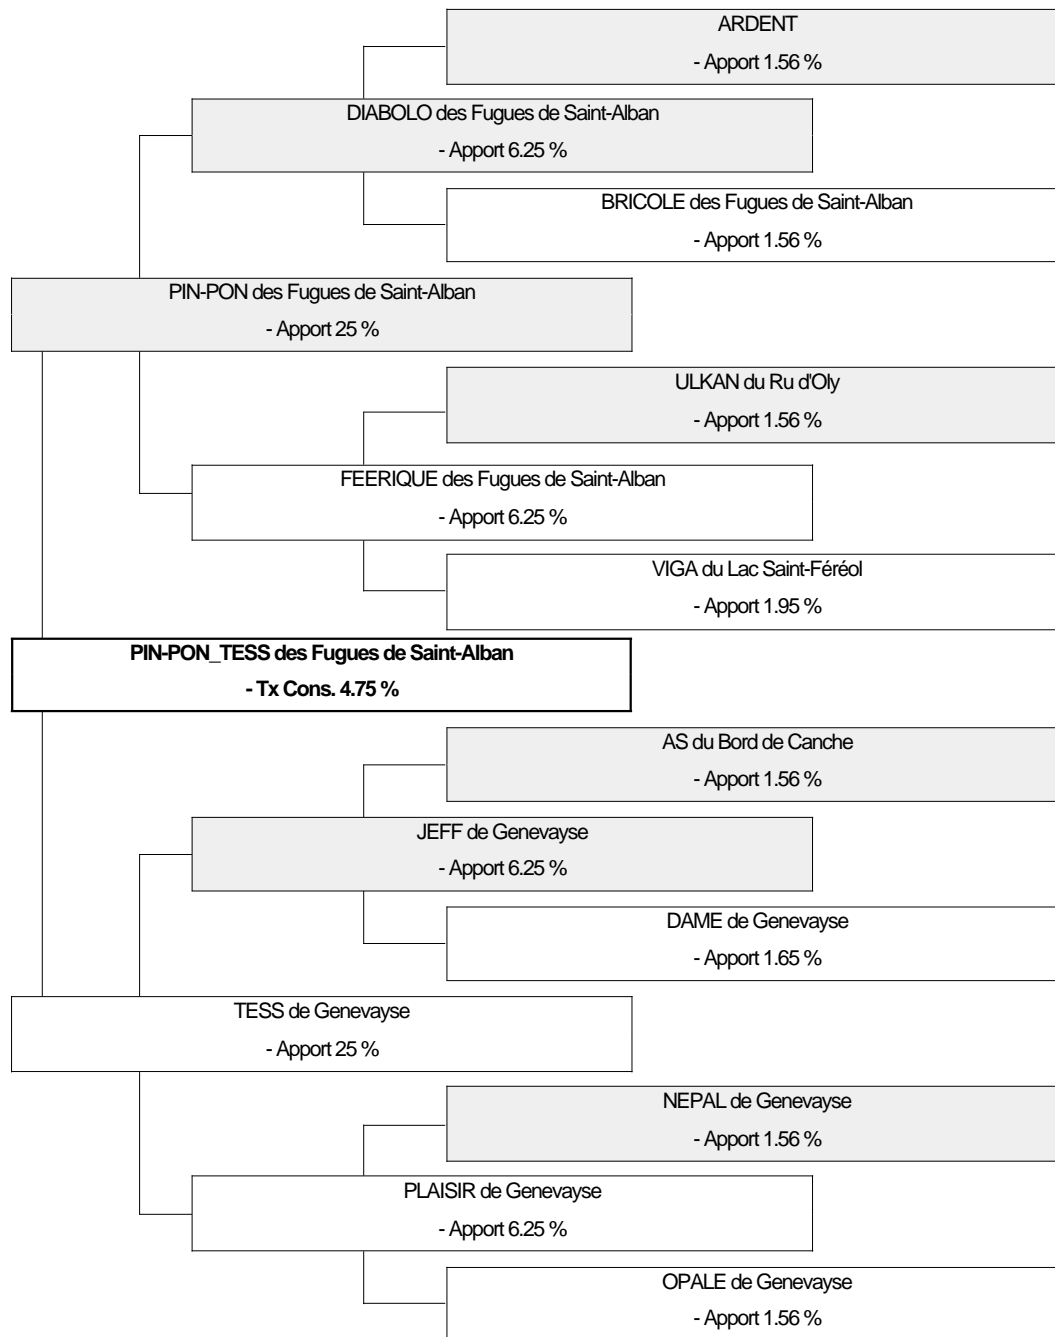 ARDENT
- Apport 1.56 %
DIABOLO des Fugues de Saint-Alban
- Apport 6.25 %
BRICOLE des Fugues de Saint-Alban
- Apport 1.56 %
PIN-PON des Fugues de Saint-Alban
- Apport 25 %
ULKAN du Ru d'Oly
- Apport 1.56 %
FEERIQUE des Fugues de Saint-Alban
- Apport 6.25 %
VIGA du Lac Saint-Féréol
- Apport 1.95 %
PIN-PON_TESS des Fugues de Saint-Alban
- Tx Cons. 4.75 %
AS du Bord de Canche
- Apport 1.56 %
JEFF de Genevayse
- Apport 6.25 %
DAME de Genevayse
- Apport 1.65 %
TESS de Genevayse
- Apport 25 %
NEPAL de Genevayse
- Apport 1.56 %
PLAISIR de Genevayse
- Apport 6.25 %
OPALE de Genevayse
- Apport 1.56 %